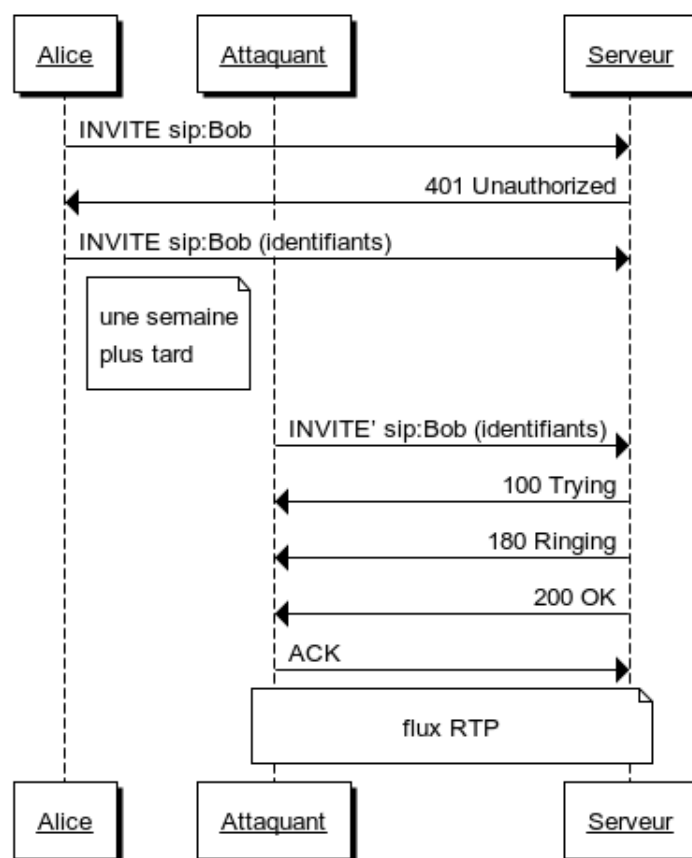 Alice Attaquant Serveur
INVITE sip:Bob
401 Unauthorized
INVITE sip:Bob (identifiants)
une semaine
plus tard
INVITE' sip:Bob (identifiants)
100 Trying
180 Ringing
200 OK
ACK
flux RTP
Alice Attaquant Serveur